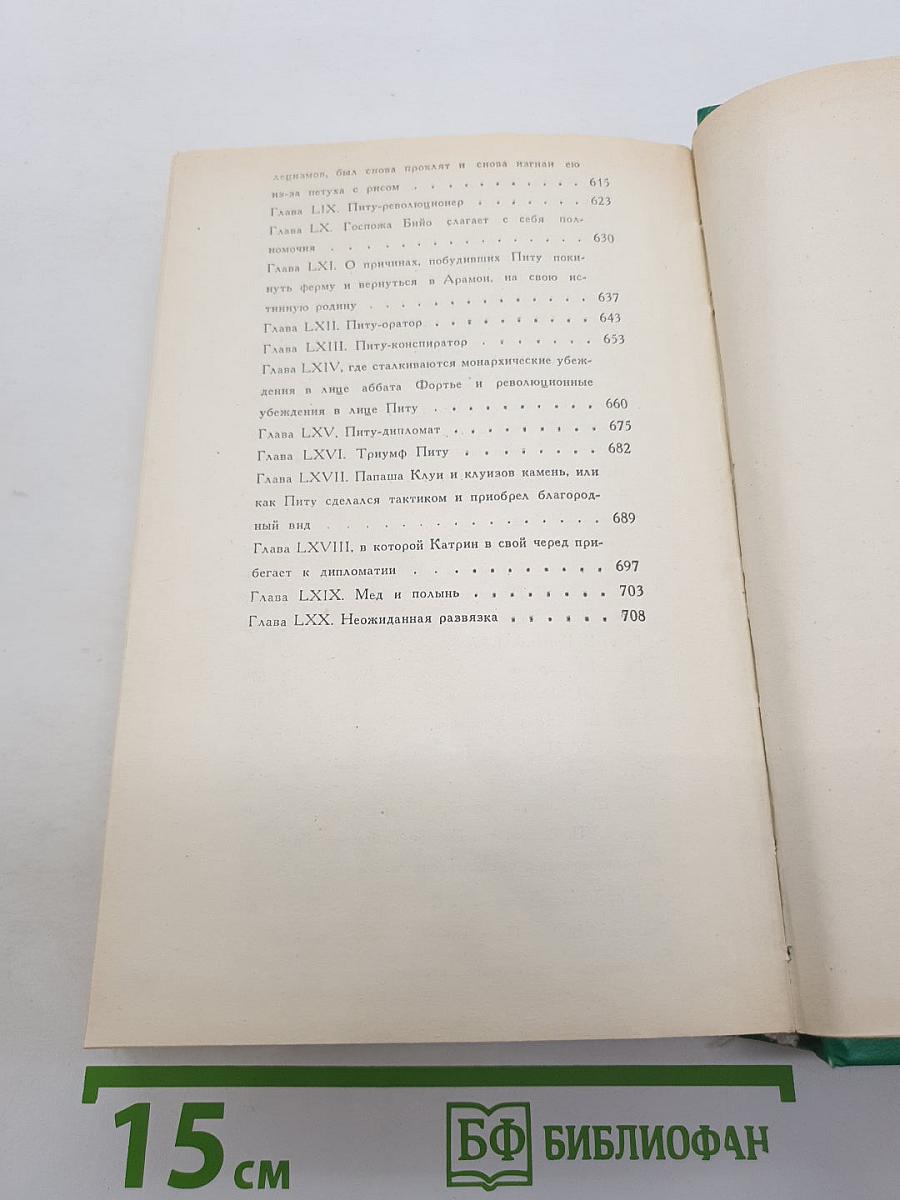 лецизмов, был снова проклят и снова изгнан ею
из-за петуха с рисом . . . . . . . . . . 615
Глава LIX. Питу-революционер . . . . . . . 623
Глава LX. Госпожа Бийо слагает с себя пол-
номочия . . . . . . . . . . . . . . . 630
Глава LXI. О причинах, побудивших Питу поки-
нуть ферму и вернуться в Арамон, на свою ис-
тинную родину . . . . . . . . . . . . . 637
Глава LXII. Питу-оратор . . . . . . . . . . 643
Глава LXIII. Питу-конспиратор . . . . . . . 653
Глава LXIV, где сталкиваются монархические убеж-
дения в лице аббата Фортье и революционные
убеждения в лице Питу . . . . . . . . . . 660
Глава LXV. Питу-дипломат . . . . . . . . . 675
Глава LXVI. Триумф Питу . . . . . . . . . 682
Глава LXVII. Папаша Клуи и клуизов камень, или
как Питу сделался тактиком и приобрел благород-
ный вид . . . . . . . . . . . . . . . . 689
Глава LXVIII, в которой Катрин в свой черед при-
бегает к дипломатии . . . . . . . . . . . 697
Глава LXIX. Мед и полынь . . . . . . . . . 703
Глава LXX. Неожиданная развязка . . . . . . 708
15 см
БФ БИБЛИОФАН